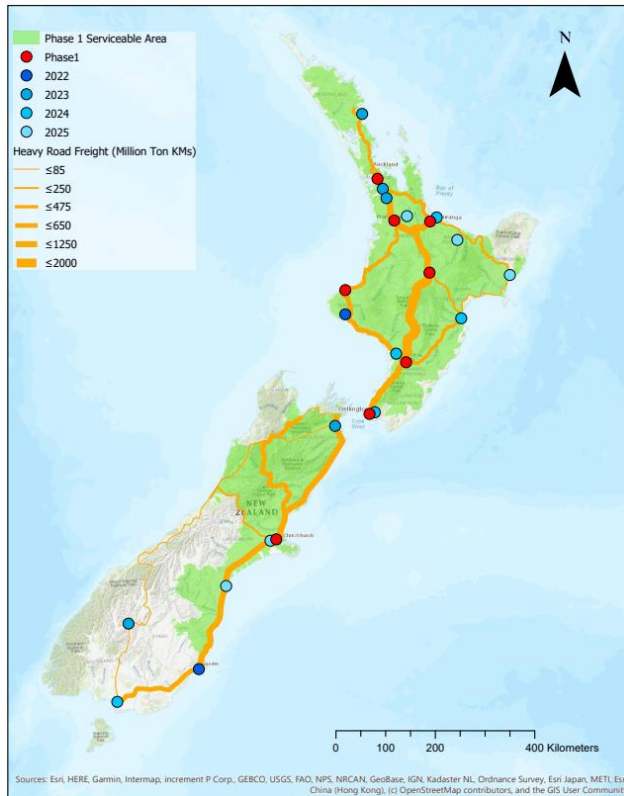 Phase 1 Serviceable Area
Phase1
2022
2023
2024
2025
Heavy Road Freight (Million Ton KMs)
≤85
≤250
≤475
≤650
≤1250
≤2000
N
Auckland
Bay of
Plenty
NEW
ZEALAND
Christchurch
0 50 100 200 300 400 Kilometers
Sources: Esri, HERE, Garmin, Intermap, increment P Corp., GEBCO, USGS, FAO, NPS, NRCAN, GeoBase, IGN, Kadaster NL, Ordnance Survey, Esri Japan, METI, Esri
China (Hong Kong), (c) OpenStreetMap contributors, and the GIS User Community